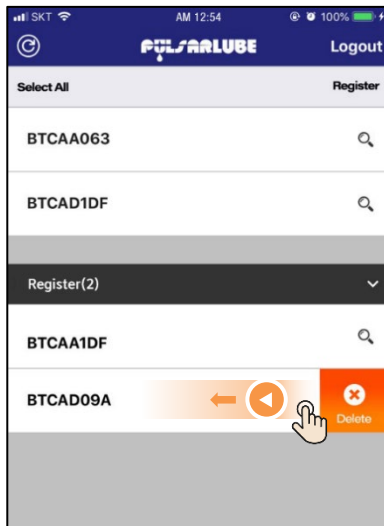 SKT AM 12:54 100%
PULSARLUBE Logout
Select All Register
BTCAA063
BTCAD1DF
Register(2)
BTCAA1DF
BTCAD09A
Delete